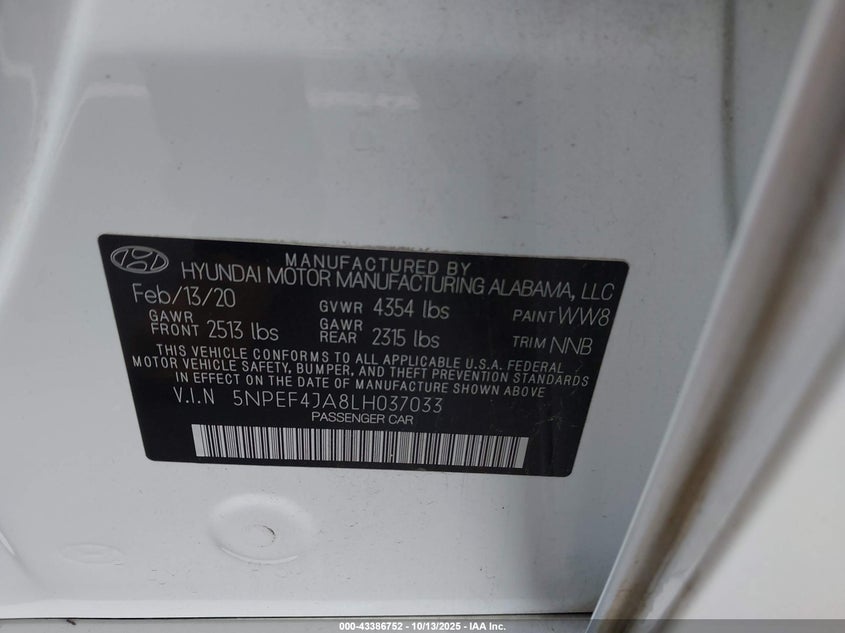 MANUFACTURED BY
HYUNDAI MOTOR MANUFACTURING ALABAMA, LLC
Feb/13/20 GVWR 4354 lbs PAINT WW8
GAWR FRONT 2513 lbs GAWR REAR 2315 lbs TRIM NNB
THIS VEHICLE CONFORMS TO ALL APPLICABLE U.S.A. FEDERAL
MOTOR VEHICLE SAFETY, BUMPER, AND THEFT PREVENTION STANDARDS
IN EFFECT ON THE DATE OF MANUFACTURE SHOWN ABOVE
V.I.N 5NPEF4JA8LH037033
PASSENGER CAR
000-43386752 - 10/13/2025 - IAA Inc.